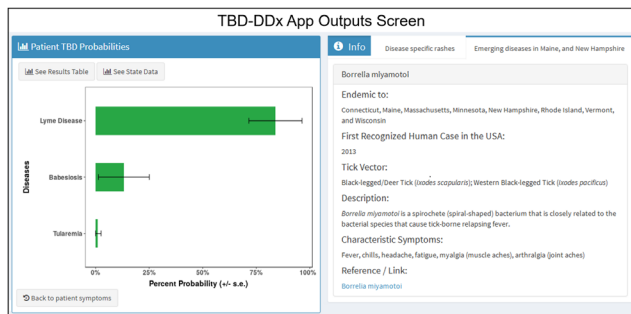 TBD-DDx App Outputs Screen
Patient TBD Probabilities
See Results Table
See State Data
Diseases
Lyme Disease
Babesiosis
Tularemia
0%
25%
50%
75%
100%
Percent Probability (+/- s.e.)
Back to patient symptoms
Info
Disease specific rashes
Emerging diseases in Maine, and New Hampshire
Borrella miyamotoI
Endemic to:
Connecticut, Maine, Massachusetts, Minnesota, New Hampshire, Rhode Island, Vermont,
and Wisconsin
First Recognized Human Case in the USA:
2013
Tick Vector:
Black-legged/Deer Tick (Ixodes scapularis); Western Black-legged Tick (Ixodes pacificus)
Description:
Borrelia miyamotoi is a spirochete (spiral-shaped) bacterium that is closely related to the
bacterial species that cause tick-borne relapsing fever.
Characteristic Symptoms:
Fever, chills, headache, fatigue, myalgia (muscle aches), arthralgia (joint aches)
Reference / Link:
Borrelia miyamotoi